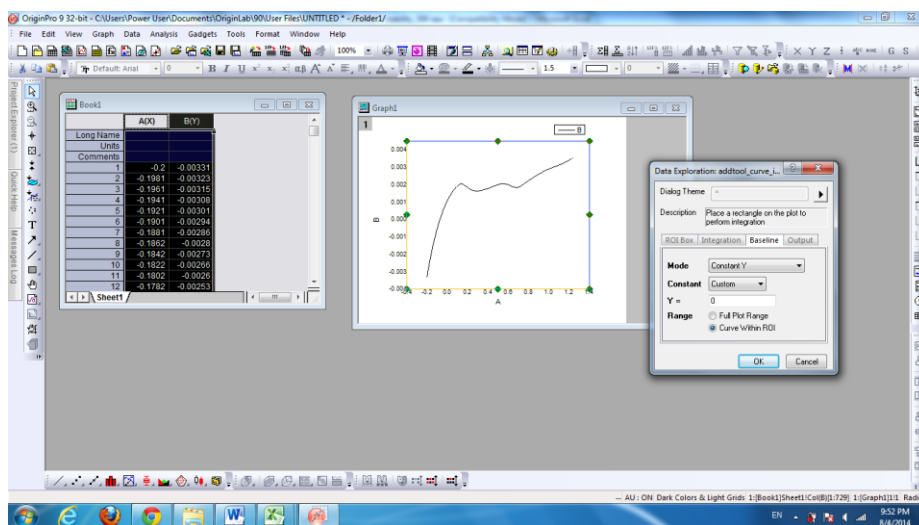 OriginPro 9 32-bit - C:\Users\Power User\Documents\OriginLab\90\User Files\UNTITLED * - /Folder1/
File Edit View Graph Data Analysis Gadgets Tools Format Window Help
100%
X Y Z
G S
Default: Arial 0 B I U 1.5 0
Project Explorer (1)
Quick Help
Messages Log
Book1
A(X) B(Y)
Long Name
Units
Comments
1 -0.2 -0.00331
2 -0.1981 -0.00323
3 -0.1961 -0.00315
4 -0.1941 -0.00308
5 -0.1921 -0.00301
6 -0.1901 -0.00294
7 -0.1881 -0.00286
8 -0.1862 -0.0028
9 -0.1842 -0.00273
10 -0.1822 -0.00266
11 -0.1802 -0.0026
12 -0.1782 -0.00253
Sheet1
Graph1
1
B
0.004
0.003
0.002
0.001
0.000
-0.001
-0.002
-0.003
B
-0.2 0.0 0.2 0.4 0.6 0.8 1.0 1.2 1.4
A
Data Exploration: addtool_curve_i...
Dialog Theme *
Description Place a rectangle on the plot to
perform integration
ROI Box Integration Baseline Output
Mode Constant Y
Constant Custom
Y = 0
Range Full Plot Range
Curve Within ROI
OK Cancel
AU : ON Dark Colors & Light Grids 1:[Book1]Sheet1!Col(B)[1:729] 1:[Graph1]1!1 Radi
EN
9:52 PM
8/4/2014